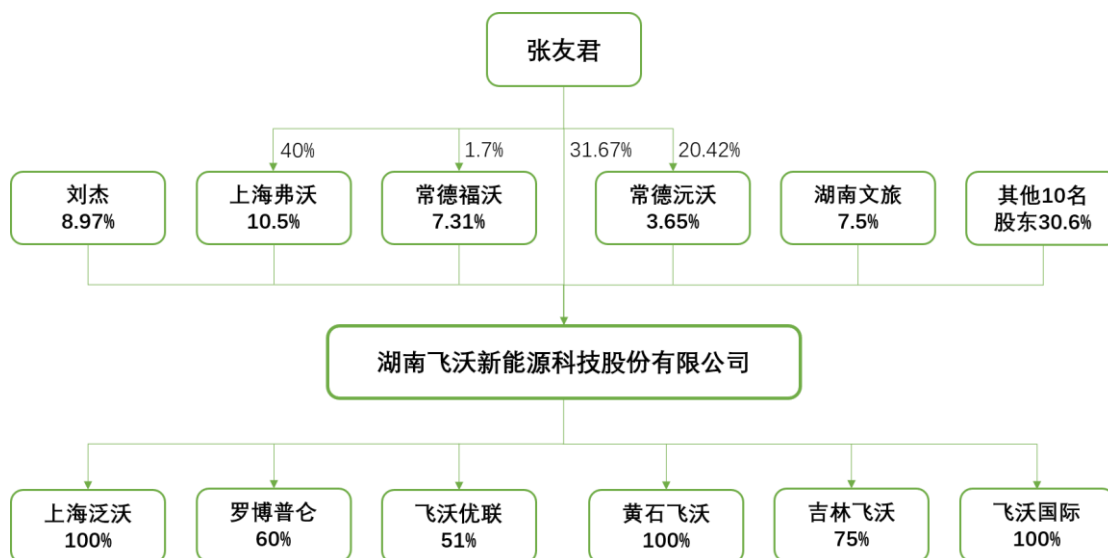 张友君
40%
1.7%
31.67%
20.42%
刘杰
8.97%
上海弗沃
10.5%
常德福沃
7.31%
常德沅沃
3.65%
湖南文旅
7.5%
其他10名
股东30.6%
湖南飞沃新能源科技股份有限公司
上海泛沃
100%
罗博普仑
60%
飞沃优联
51%
黄石飞沃
100%
吉林飞沃
75%
飞沃国际
100%